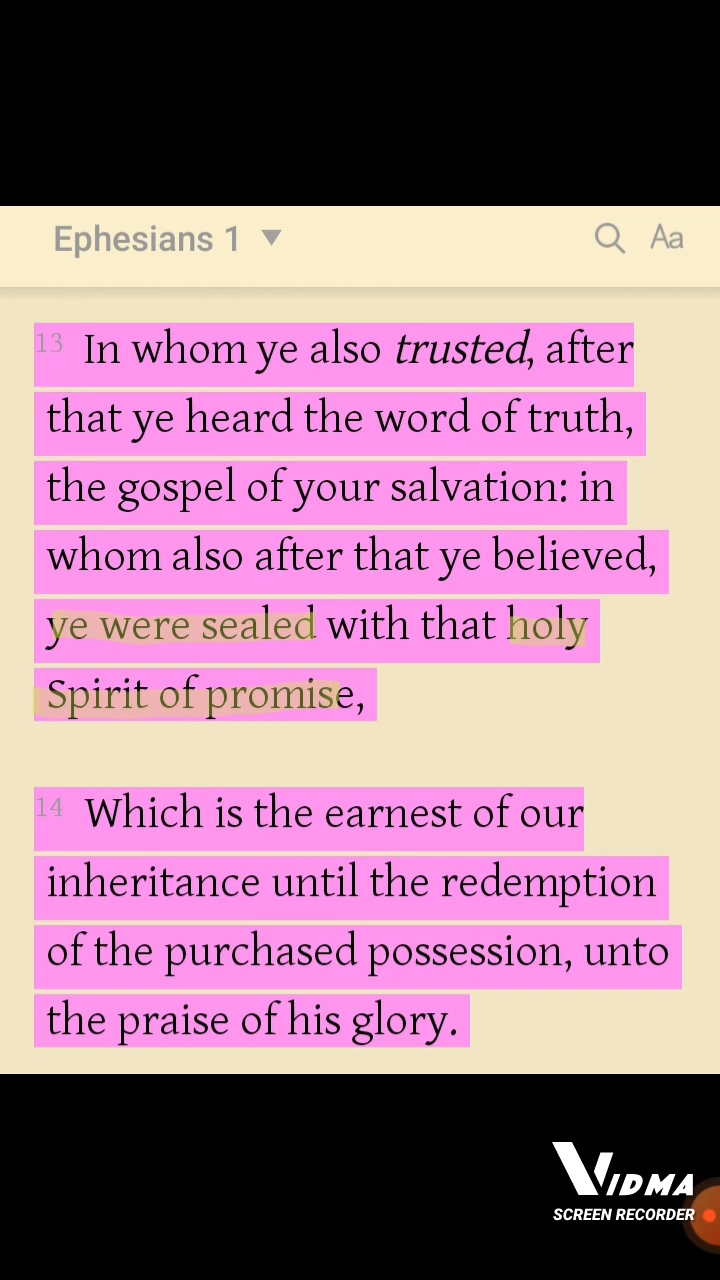 Ephesians 1 ▼ Aa
13 In whom ye also trusted, after
that ye heard the word of truth,
the gospel of your salvation: in
whom also after that ye believed,
ye were sealed with that holy
Spirit of promise,
14 Which is the earnest of our
inheritance until the redemption
of the purchased possession, unto
the praise of his glory.
VIDMA
SCREEN RECORDER